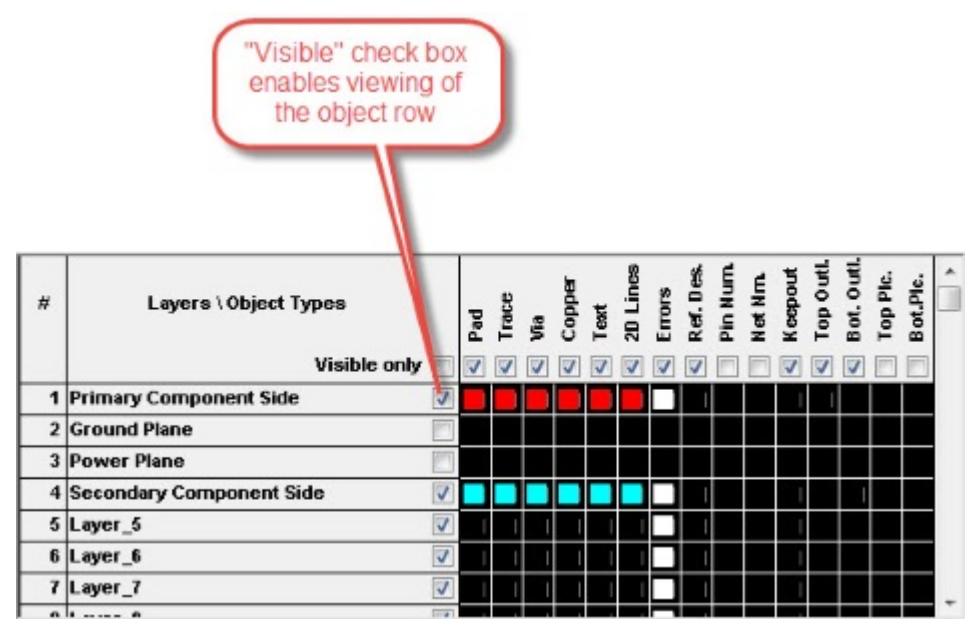 "Visible" check box
enables viewing of
the object row
#
Layers \ Object Types
Pad
Trace
Via
Copper
Text
2D Lines
Errors
Ref. Des.
Pin Num.
Net Nm.
Keepout
Top Outl.
Bot. Outl.
Top Plc.
Bot.Plc.
Visible only
1 Primary Component Side
2 Ground Plane
3 Power Plane
4 Secondary Component Side
5 Layer_5
6 Layer_6
7 Layer_7